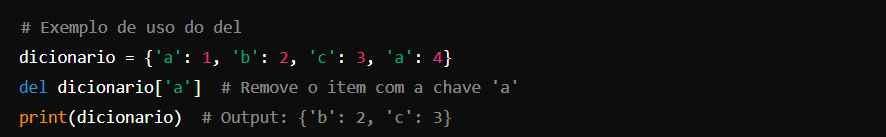 # Exemplo de uso do del
dicionario = {'a': 1, 'b': 2, 'c': 3, 'a': 4}
del dicionario['a']  # Remove o item com a chave 'a'
print(dicionario)  # Output: {'b': 2, 'c': 3}